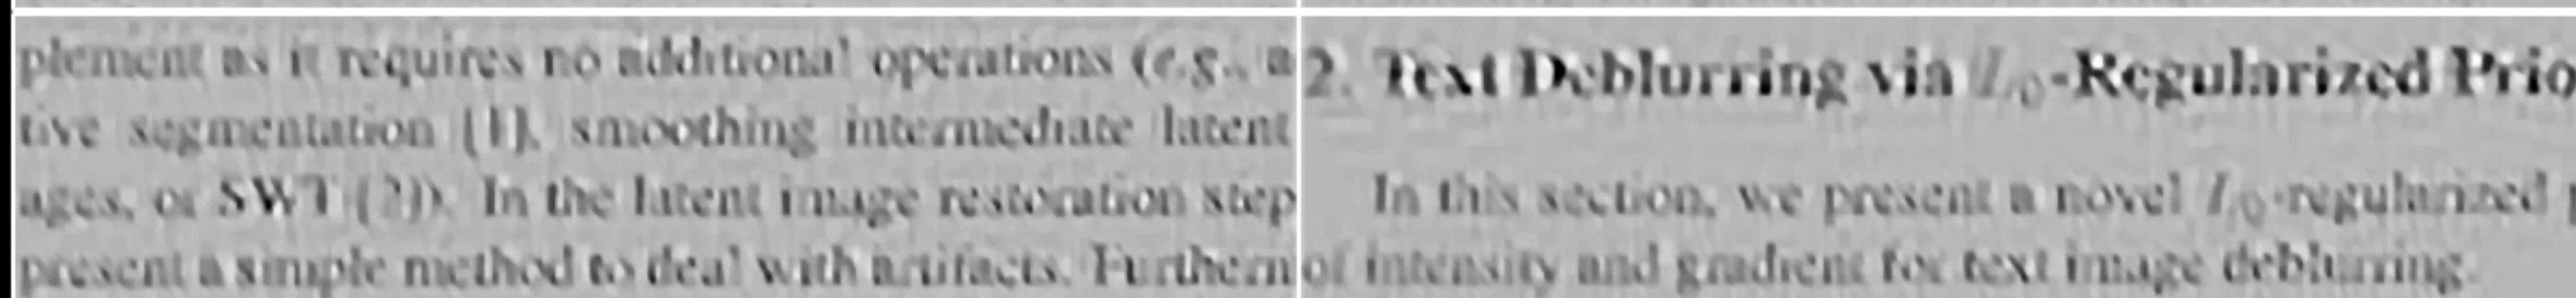 plement as it requires no additional operations (e.g., a
tive segmentation [1], smoothing intermediate latent
ages, or SWT [2]). In the latent image restoration step
present a simple method to deal with artifacts. Furtherm
2. Text Deblurring via L₀-Regularized Prio
In this section, we present a novel L₀-regularized
of intensity and gradient for text image deblurring.